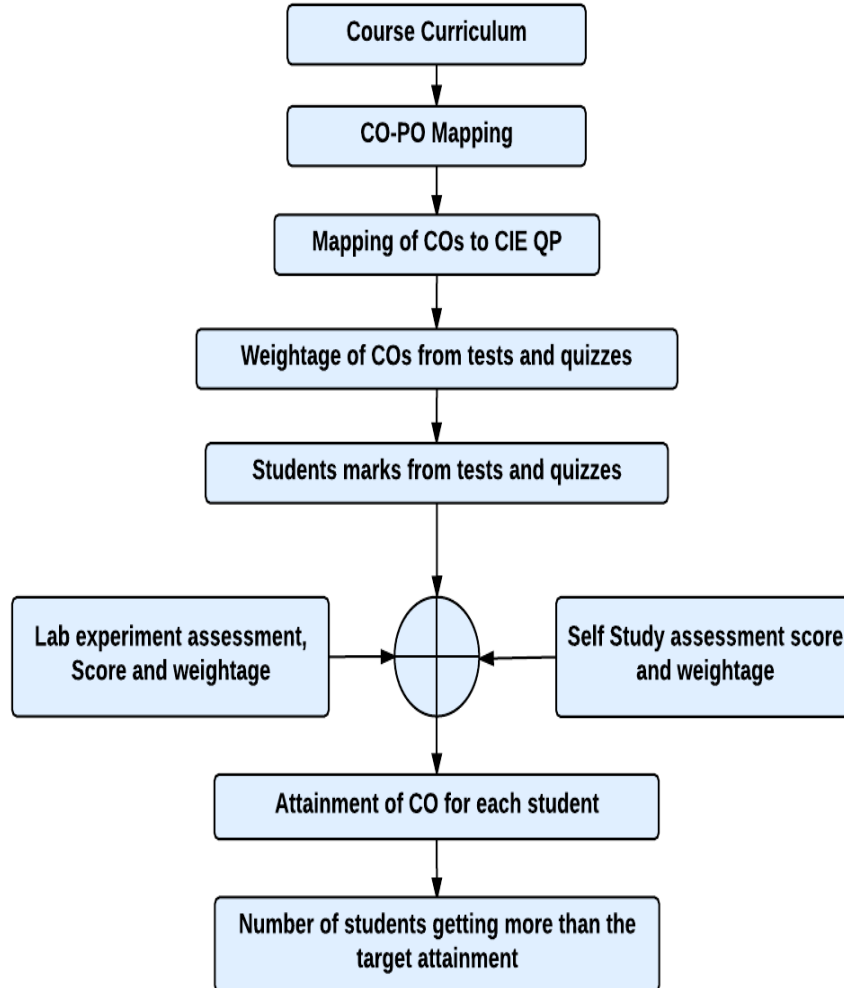 Course Curriculum
CO-PO Mapping
Mapping of COs to CIE QP
Weightage of COs from tests and quizzes
Students marks from tests and quizzes
Lab experiment assessment,
Score and weightage
Self Study assessment score
and weightage
Attainment of CO for each student
Number of students getting more than the
target attainment